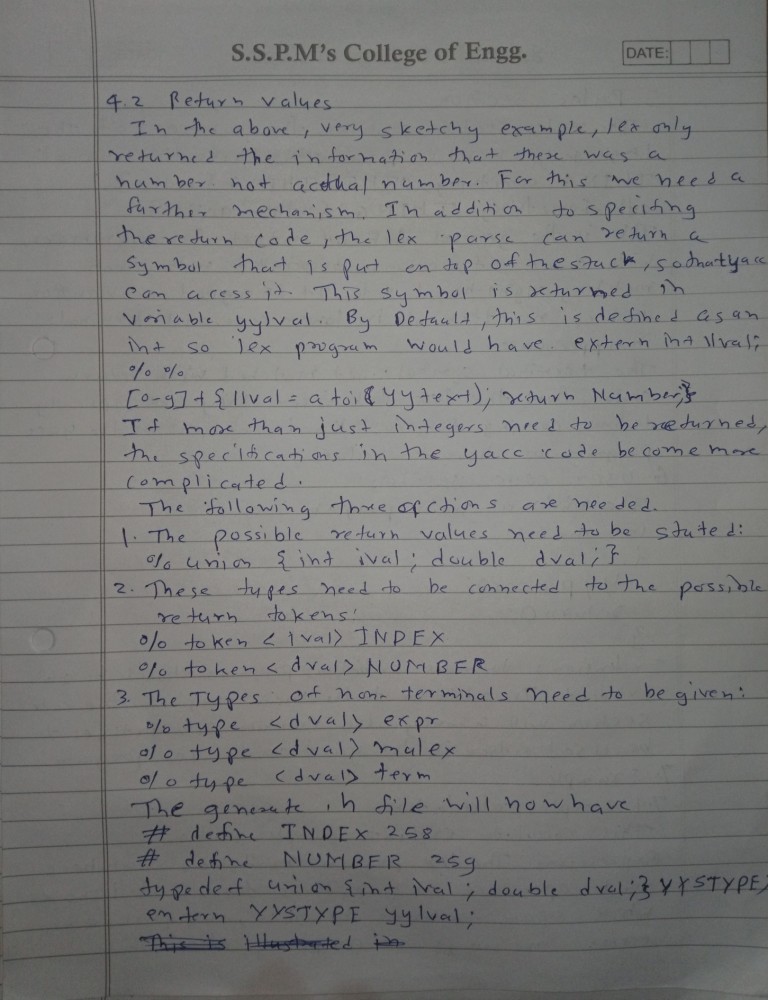 S.S.P.M's College of Engg.
DATE:
4.2 Return values
In the above, very sketchy example, lex only
returned the information that there was a
number not acethal number. For this we need a
further mechanism. In addition to speciting
the return code, the lex parse can return a
symbol that is put on top of the stack, so that yacc
can acess it. This symbol is returned in
variable yylval. By Default, this is defined as an
int so lex program would have extern int llval;
% %
[0-9]+{llval = atoi(yytext); return Number;}
If more than just integers need to be returned,
the specifications in the yacc code become more
complicated.
The following three are needed.
1. The possible return values need to be stated:
% union {int ival; double dval;}
2. These types need to be connected to the possible
return tokens:
% token <ival> INDEX
% token <dval> NUMBER
3. The Types of non-terminals need to be given:
% type <dval> expr
% type <dval> mulex
% type <dval> term
The generate .h file will now have
# define INDEX 258
# define NUMBER 259
typedef union {int ival; double dval;} YYSTYPE;
extern YYSTYPE yylval;
This is illustrated in